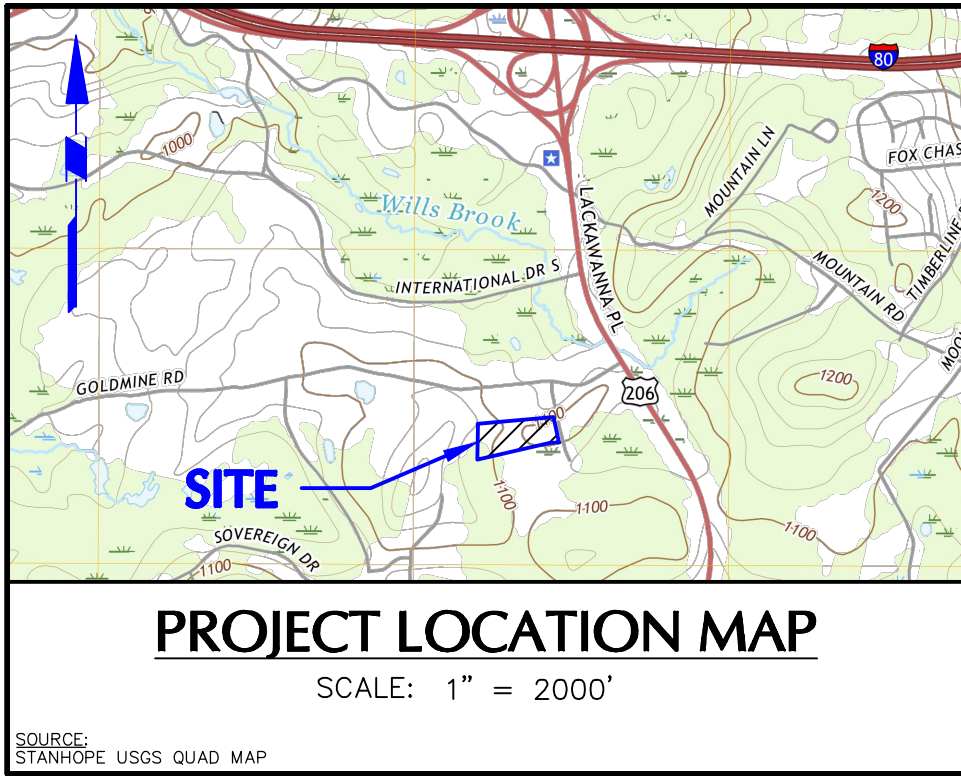 80
1000
MOUNTAIN LN
FOX CHAS
1200
Wills Brook
LACKAWANNA PL
TIMBERLINE
INTERNATIONAL DR S
MOUNTAIN RD
GOLDMINE RD
206
1200
MOO
1100
SITE
1100
1100
1100
SOVEREIGN DR
1100
PROJECT LOCATION MAP
SCALE: 1" = 2000'
SOURCE:
STANHOPE USGS QUAD MAP